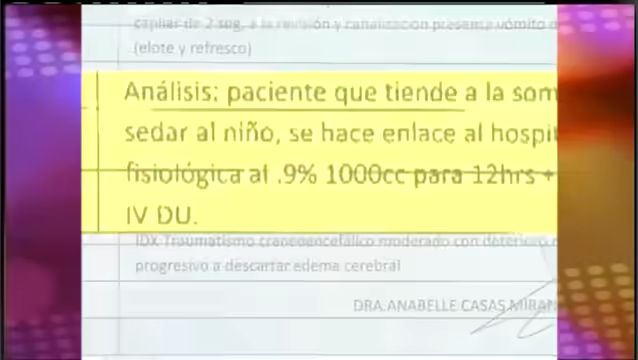 capilar de 2 seg, a la revisión y canalización presenta vómito
(elote y refresco)
Análisis: paciente que tiende a la som
sedar al niño, se hace enlace al hospit
fisiológica al .9% 1000cc para 12hrs +
IV DU.
IDX Traumatismo craneoencefálico moderado con deterioro
progresivo a descartar edema cerebral
DRA.ANABELLE CASAS MIRAN